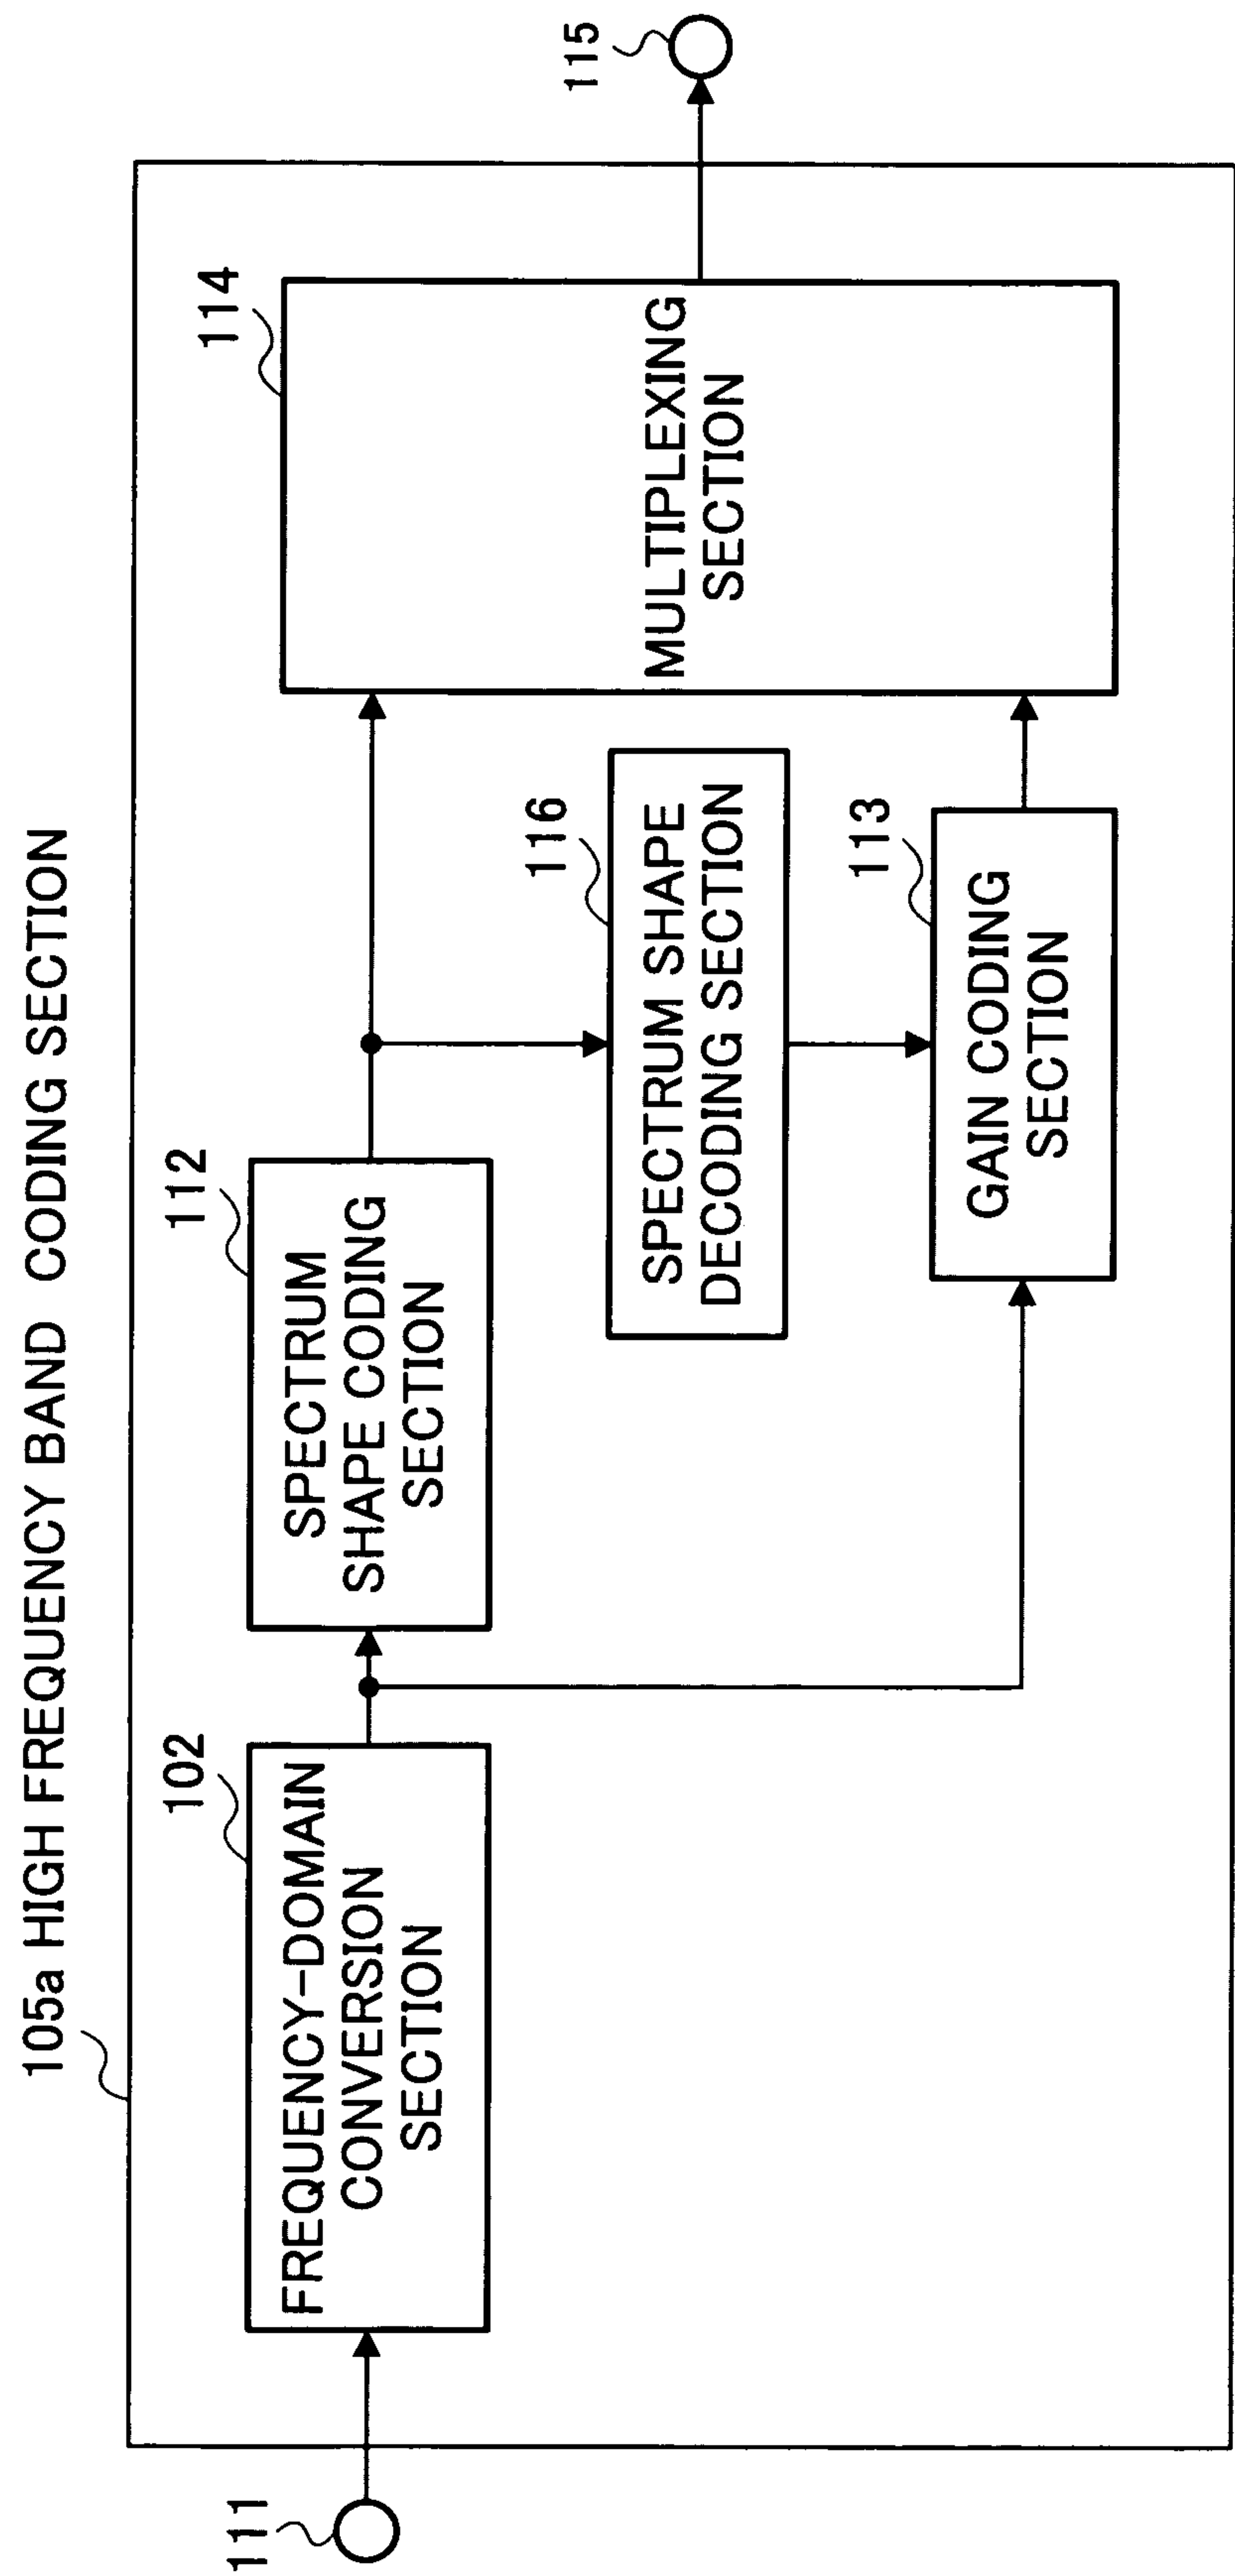 105a HIGH FREQUENCY BAND CODING SECTION
111
102
FREQUENCY-DOMAIN
CONVERSION
SECTION
112
SPECTRUM
SHAPE CODING
SECTION
116
SPECTRUM SHAPE
DECODING SECTION
113
GAIN CODING
SECTION
114
MULTIPLEXING
SECTION
115